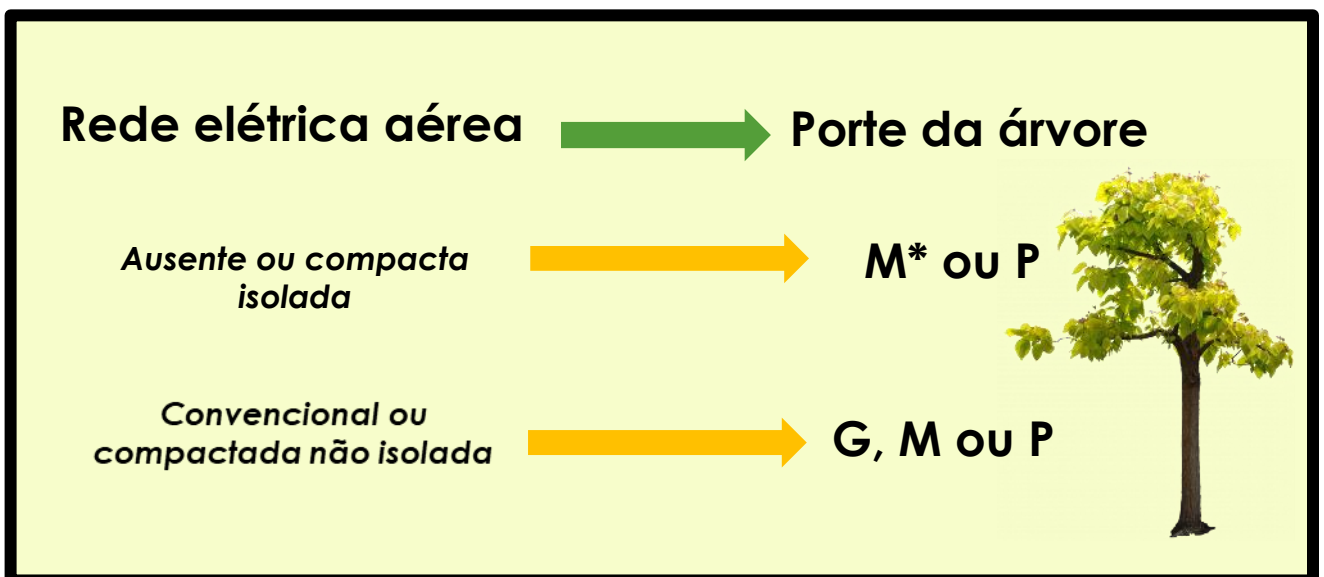 Rede elétrica aérea
Porte da árvore
Ausente ou compacta
isolada
M* ou P
Convencional ou
compactada não isolada
G, M ou P